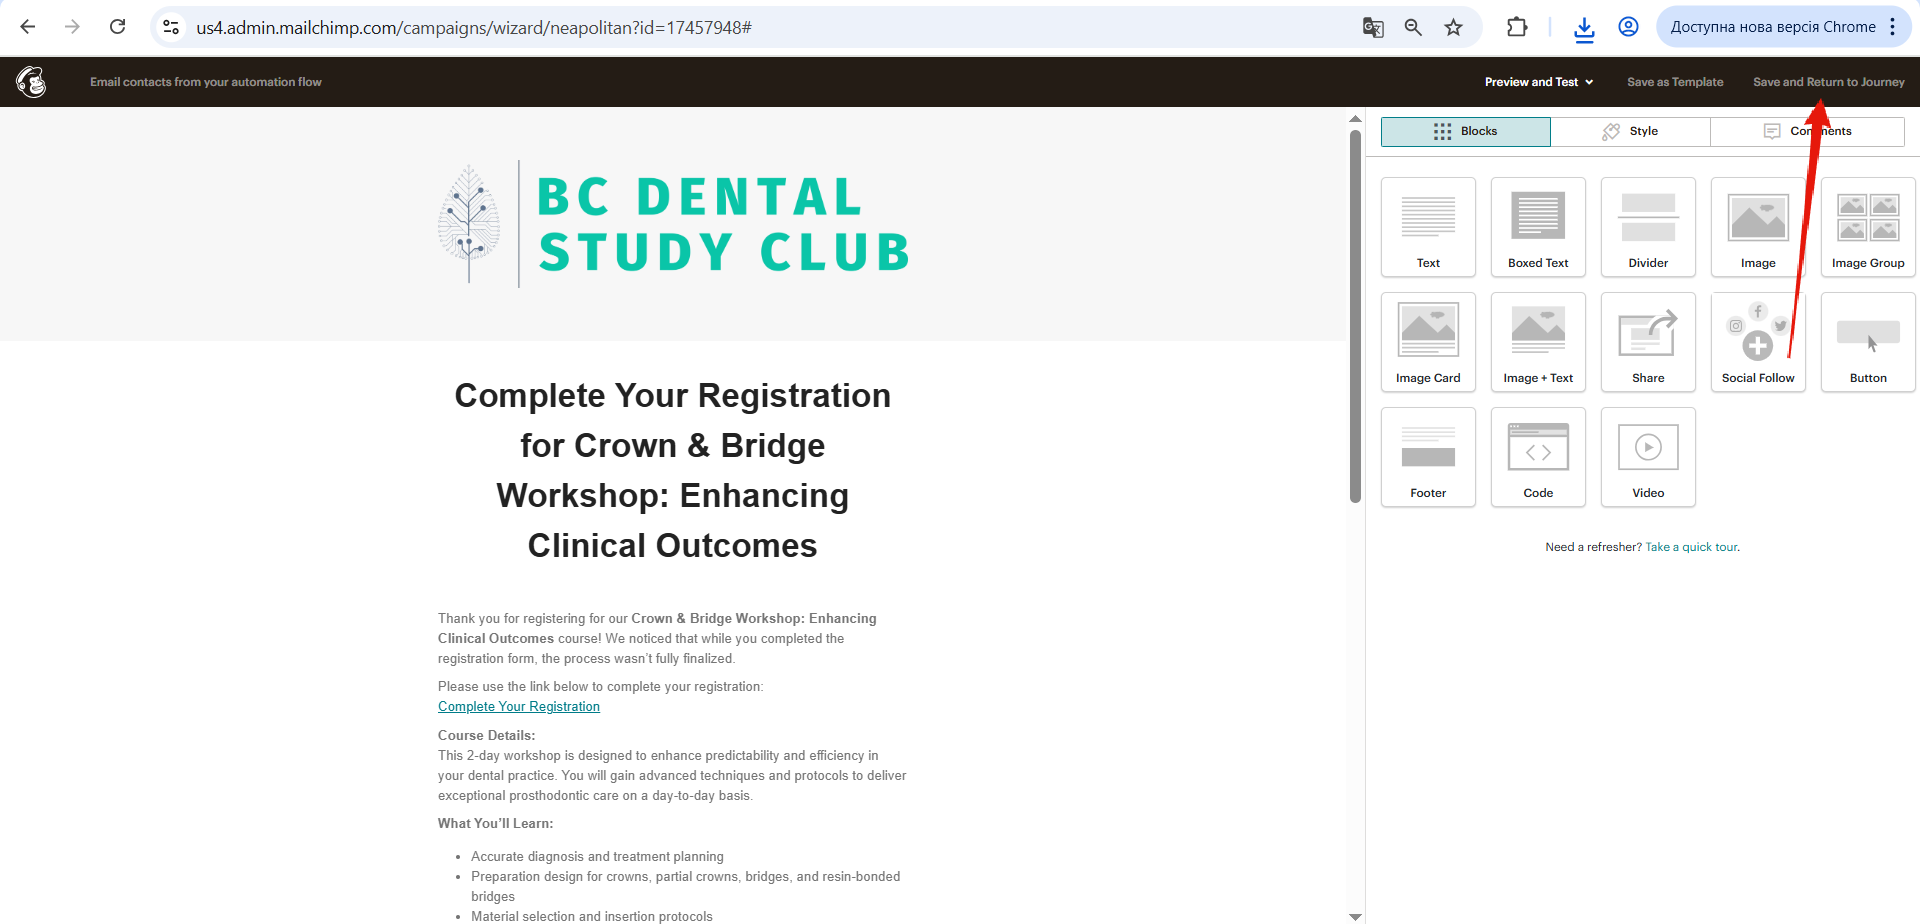 us4.admin.mailchimp.com/campaigns/wizard/neapolitan?id=17457948#
Доступна нова версія Chrome
Email contacts from your automation flow
Preview and Test
Save as Template
Save and Return to Journey
BC DENTAL
STUDY CLUB
Complete Your Registration
for Crown & Bridge
Workshop: Enhancing
Clinical Outcomes
Thank you for registering for our Crown & Bridge Workshop: Enhancing
Clinical Outcomes course! We noticed that while you completed the
registration form, the process wasn’t fully finalized.
Please use the link below to complete your registration:
Complete Your Registration
Course Details:
This 2-day workshop is designed to enhance predictability and efficiency in
your dental practice. You will gain advanced techniques and protocols to deliver
exceptional prosthodontic care on a day-to-day basis.
What You’ll Learn:
• Accurate diagnosis and treatment planning
• Preparation design for crowns, partial crowns, bridges, and resin-bonded
bridges
• Material selection and insertion protocols
Blocks
Style
Comments
Text
Boxed Text
Divider
Image
Image Group
Image Card
Image + Text
Share
Social Follow
Button
Footer
Code
Video
Need a refresher? Take a quick tour.